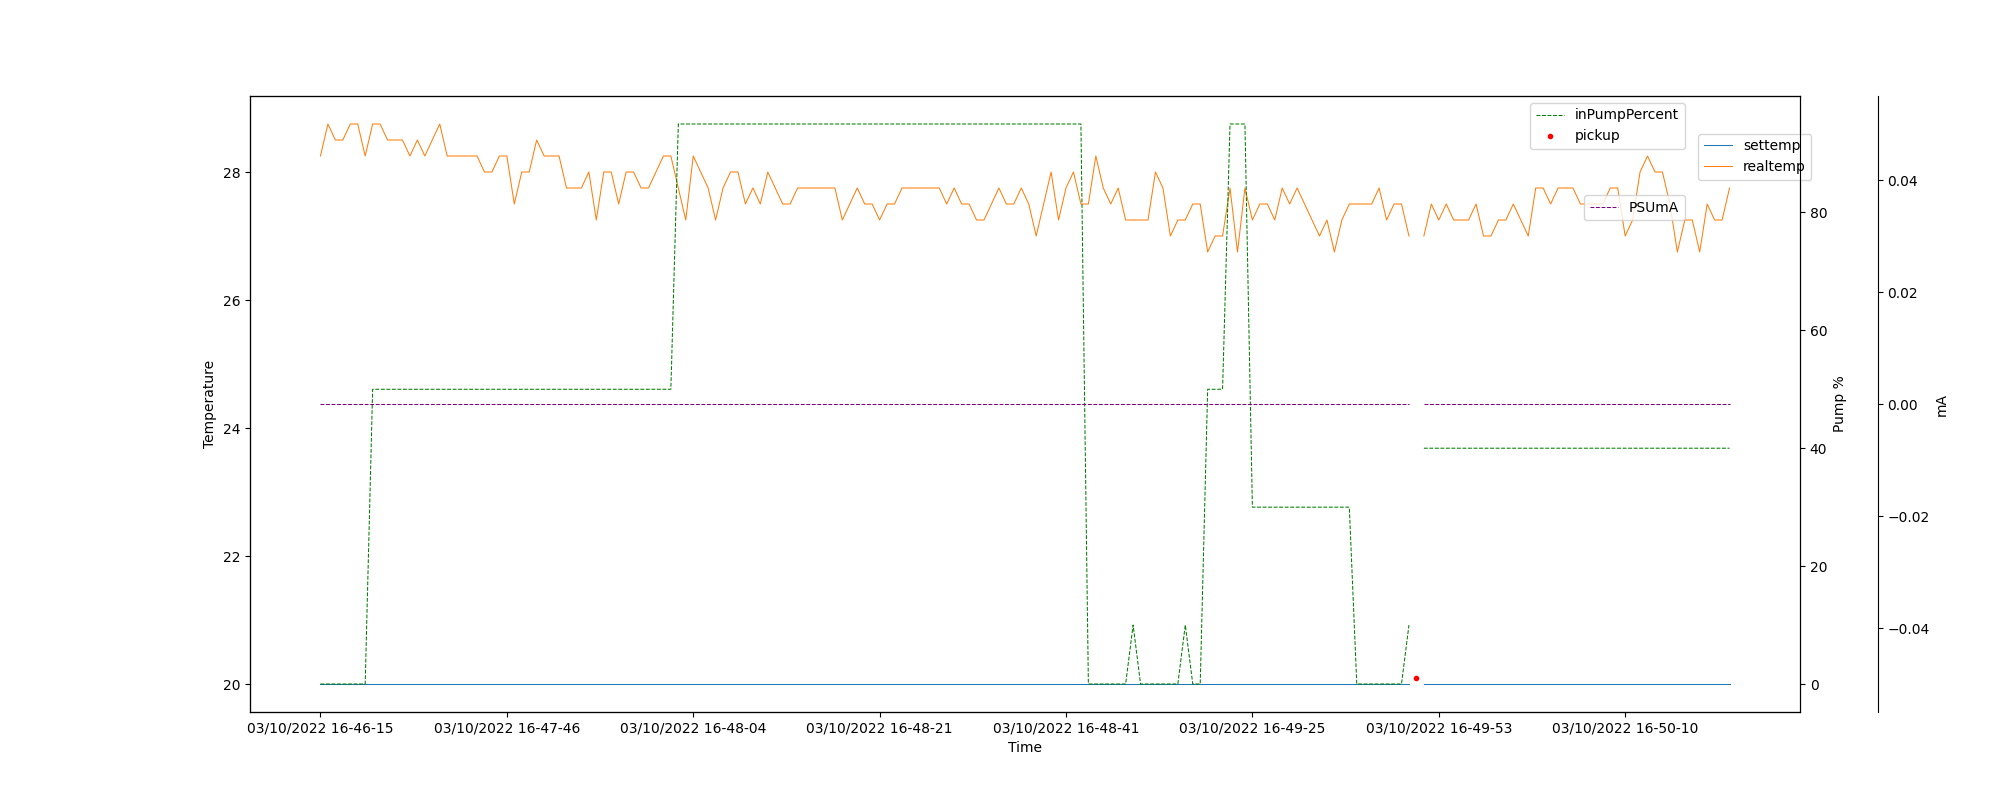 inPumpPercent
pickup
settemp
realtemp
PSUmA
28
26
24
22
20
Temperature
80
60
40
20
0
Pump %
0.04
0.02
0.00
−0.02
−0.04
mA
03/10/2022 16-46-15
03/10/2022 16-47-46
03/10/2022 16-48-04
03/10/2022 16-48-21
03/10/2022 16-48-41
03/10/2022 16-49-25
03/10/2022 16-49-53
03/10/2022 16-50-10
Time